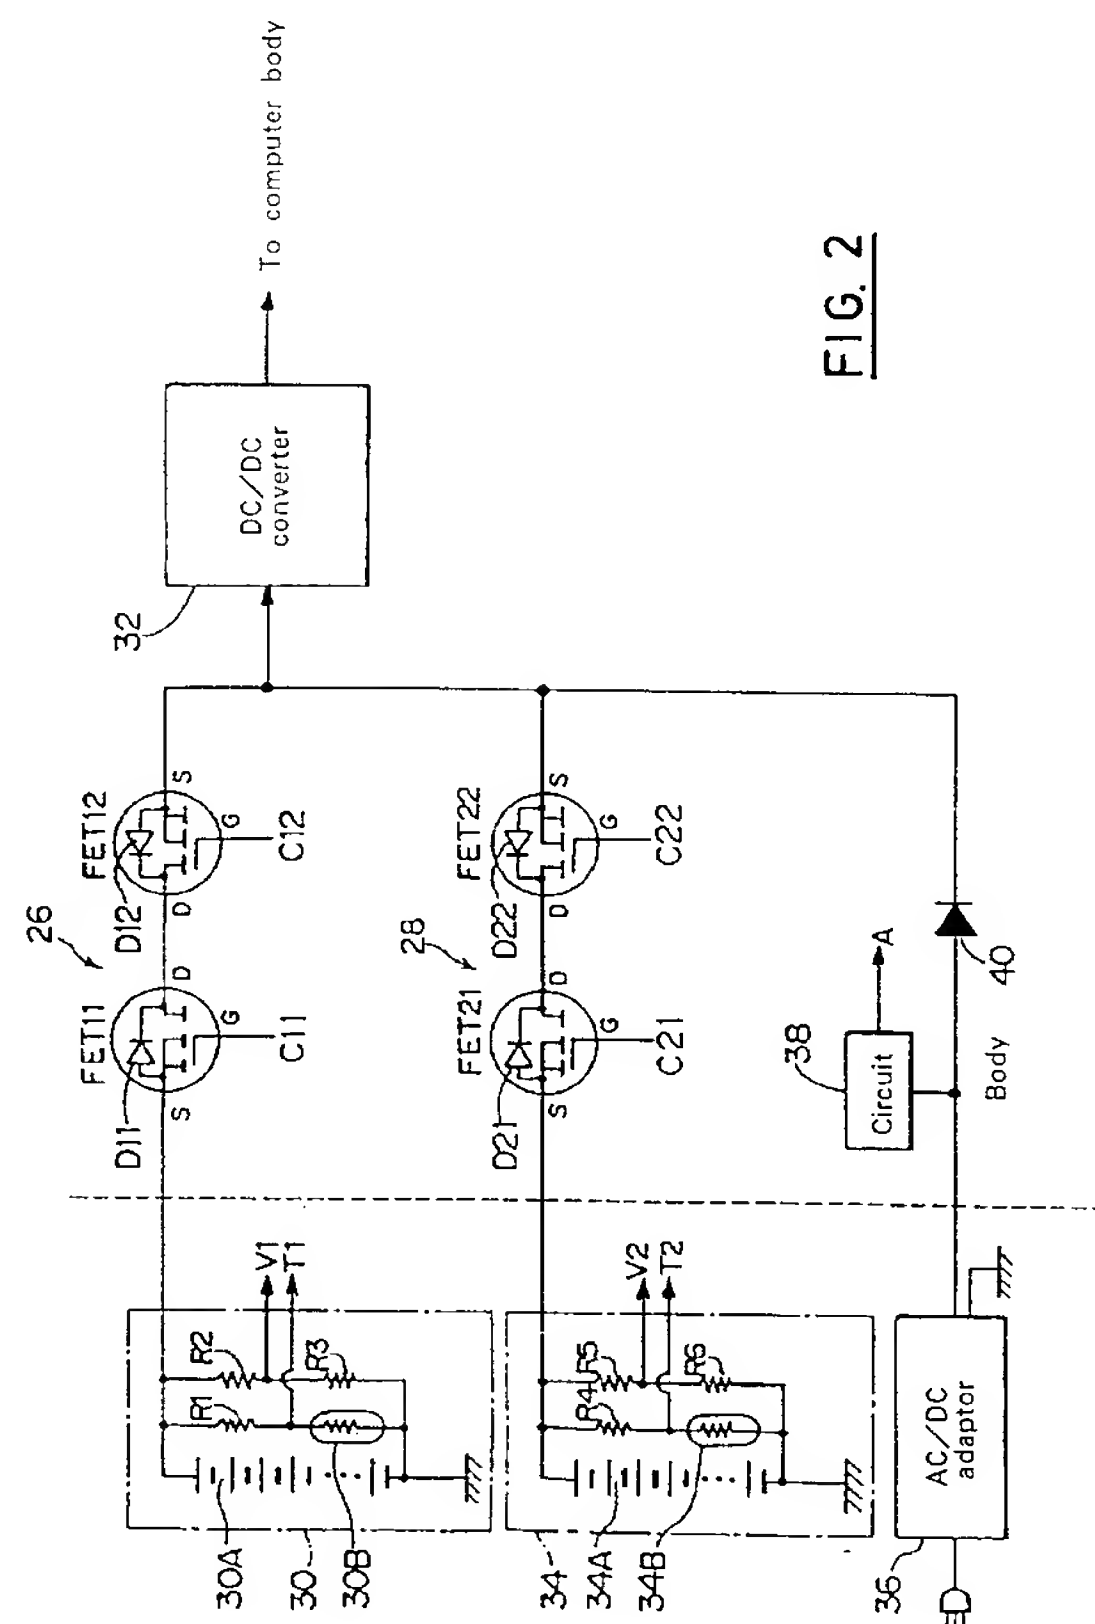 To computer body
DC/DC
converter
32
FIG. 2
26
FET11
D11
S
D
G
C11
FET12
D12
D
S
G
C12
28
FET21
D21
S
D
G
C21
FET22
D22
D
S
G
C22
V1
T1
R1
R2
R3
30A
30
30B
V2
T2
R4
R5
R6
34
34A
34B
38
Circuit
A
40
Body
AC/DC
adaptor
36